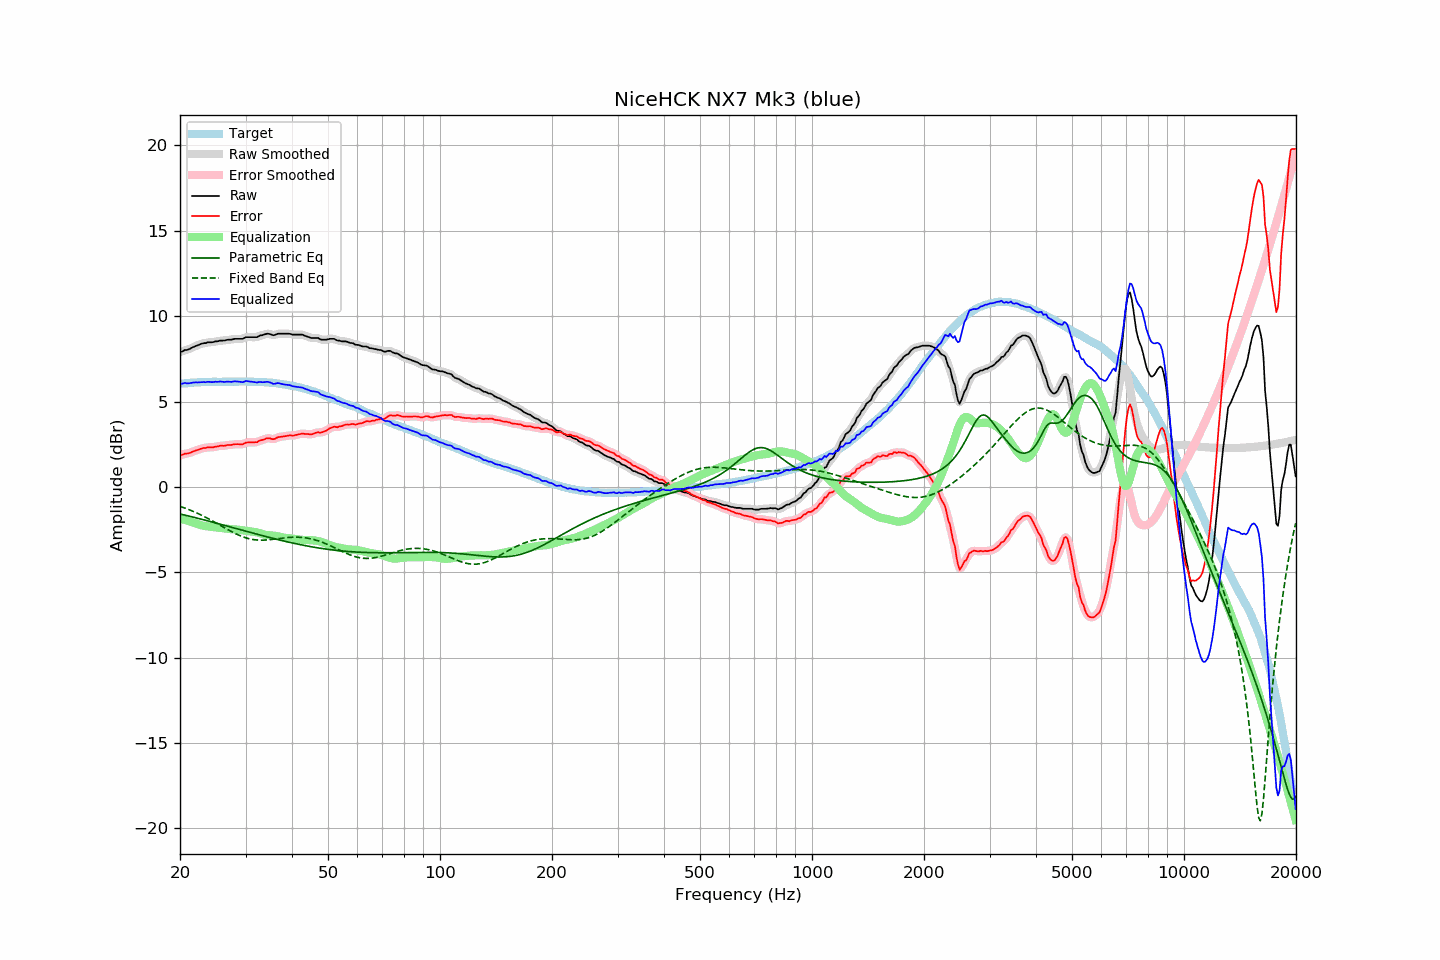 NiceHCK NX7 Mk3 (blue)
Target
Raw Smoothed
Error Smoothed
Raw
Error
Equalization
Parametric Eq
Fixed Band Eq
Equalized
20
15
10
5
0
−5
−10
−15
−20
Amplitude (dBr)
20 50 100 200 500 1000 2000 5000 10000 20000
Frequency (Hz)